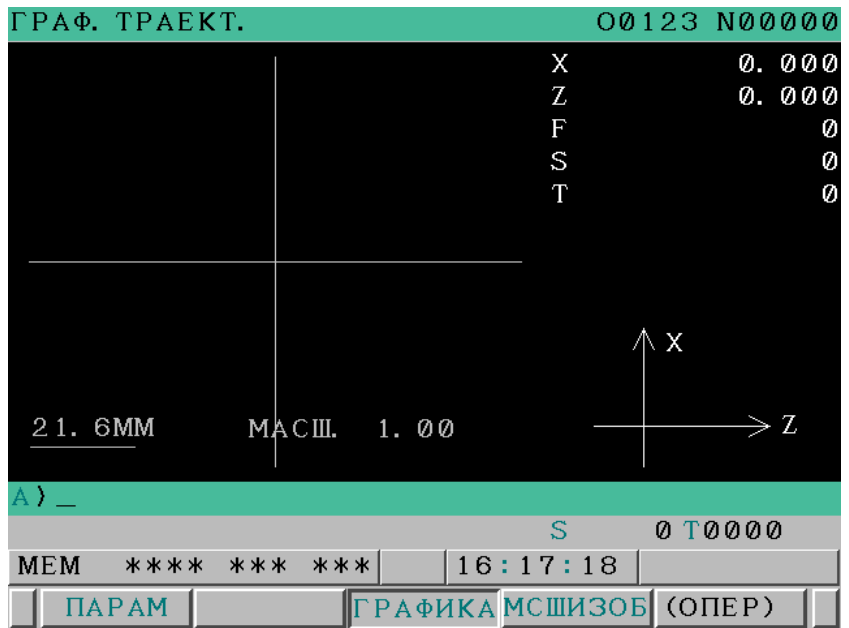 ГРАФ. ТРАЕКТ. O0123 N00000
X 0.000
Z 0.000
F 0
S 0
T 0
X
21.6ММ МАСШ. 1.00 Z
A)_
S 0 T0000
MEM **** *** *** 16:17:18
ПАРАМ ГРАФИКА МСШИЗОБ (ОПЕР)